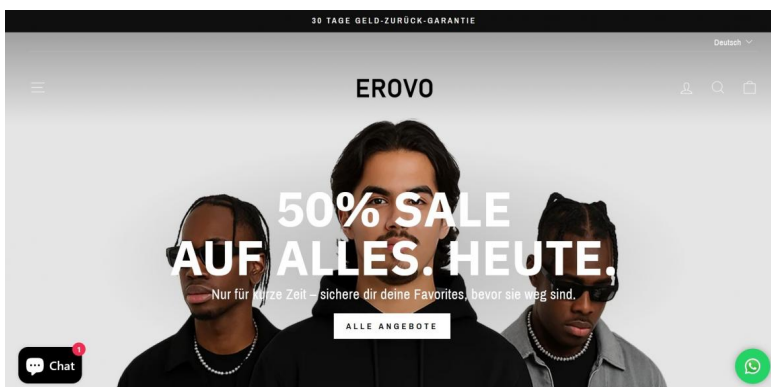 30 TAGE GELD-ZURÜCK-GARANTIE
Deutsch
EROVO
50% SALE
AUF ALLES. HEUTE.
Nur für kurze Zeit – sichere dir deine Favorites, bevor sie weg sind.
ALLE ANGEBOTE
1
Chat